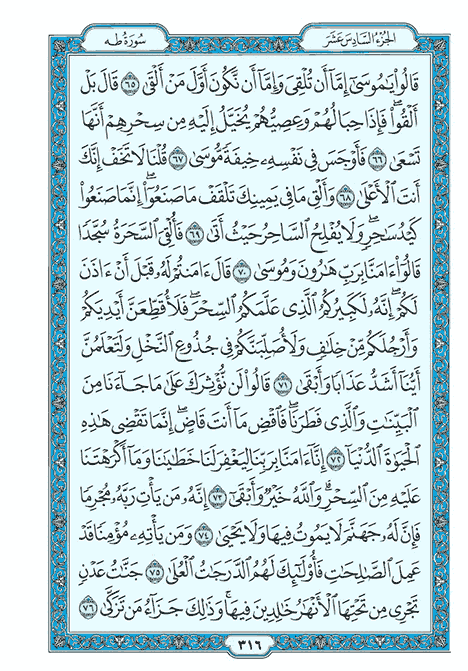 الجُزءُ السَّادِسَ عَشَرَ
سُورَةُ طه
قَالُواْ يَٰمُوسَىٰٓ إِمَّآ أَن تُلۡقِيَ وَإِمَّآ أَن نَّكُونَ أَوَّلَ مَنۡ أَلۡقَىٰ ٦٥ قَالَ بَلۡ
أَلۡقُواْۖ فَإِذَا حِبَالُهُمۡ وَعِصِيُّهُمۡ يُخَيَّلُ إِلَيۡهِ مِن سِحۡرِهِمۡ أَنَّهَا
تَسۡعَىٰ ٦٦ فَأَوۡجَسَ فِي نَفۡسِهِۦ خِيفَةٗ مُّوسَىٰ ٦٧ قُلۡنَا لَا تَخَفۡ إِنَّكَ
أَنتَ ٱلۡأَعۡلَىٰ ٦٨ وَأَلۡقِ مَا فِي يَمِينِكَ تَلۡقَفۡ مَا صَنَعُوٓاْۖ إِنَّمَا صَنَعُواْ
كَيۡدُ سَٰحِرٖۖ وَلَا يُفۡلِحُ ٱلسَّاحِرُ حَيۡثُ أَتَىٰ ٦٩ فَأُلۡقِيَ ٱلسَّحَرَةُ سُجَّدٗا
قَالُوٓاْ ءَامَنَّا بِرَبِّ هَٰرُونَ وَمُوسَىٰ ٧٠ قَالَ ءَامَنتُمۡ لَهُۥ قَبۡلَ أَنۡ ءَاذَنَ
لَكُمۡۖ إِنَّهُۥ لَكَبِيرُكُمُ ٱلَّذِي عَلَّمَكُمُ ٱلسِّحۡرَۖ فَلَأُقَطِّعَنَّ أَيۡدِيَكُمۡ
وَأَرۡجُلَكُم مِّنۡ خِلَٰفٖ وَلَأُصَلِّبَنَّكُمۡ فِي جُذُوعِ ٱلنَّخۡلِ وَلَتَعۡلَمُنَّ
أَيُّنَآ أَشَدُّ عَذَابٗا وَأَبۡقَىٰ ٧١ قَالُواْ لَن نُّؤۡثِرَكَ عَلَىٰ مَا جَآءَنَا مِنَ
ٱلۡبَيِّنَٰتِ وَٱلَّذِي فَطَرَنَاۖ فَٱقۡضِ مَآ أَنتَ قَاضٍۖ إِنَّمَا تَقۡضِي هَٰذِهِ
ٱلۡحَيَوٰةَ ٱلدُّنۡيَآ ٧٢ إِنَّآ ءَامَنَّا بِرَبِّنَا لِيَغۡفِرَ لَنَا خَطَٰيَٰنَا وَمَآ أَكۡرَهۡتَنَا
عَلَيۡهِ مِنَ ٱلسِّحۡرِۗ وَٱللَّهُ خَيۡرٞ وَأَبۡقَىٰٓ ٧٣ إِنَّهُۥ مَن يَأۡتِ رَبَّهُۥ مُجۡرِمٗا
فَإِنَّ لَهُۥ جَهَنَّمَ لَا يَمُوتُ فِيهَا وَلَا يَحۡيَىٰ ٧٤ وَمَن يَأۡتِهِۦ مُؤۡمِنٗا قَدۡ
عَمِلَ ٱلصَّٰلِحَٰتِ فَأُوْلَٰٓئِكَ لَهُمُ ٱلدَّرَجَٰتُ ٱلۡعُلَىٰ ٧٥ جَنَّٰتُ عَدۡنٖ
تَجۡرِي مِن تَحۡتِهَا ٱلۡأَنۡهَٰرُ خَٰلِدِينَ فِيهَاۚ وَذَٰلِكَ جَزَآءُ مَن تَزَكَّىٰ ٧٦
٣١٦